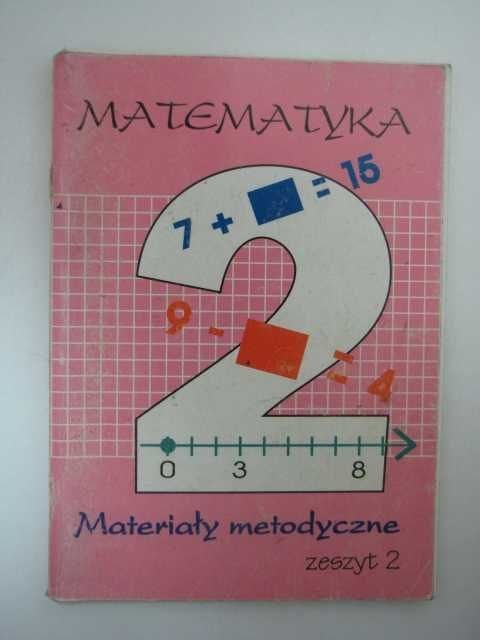 MATEMATYKA
2
7 + = 15
9 - = 4
0 3 8
Materiały metodyczne
zeszyt 2